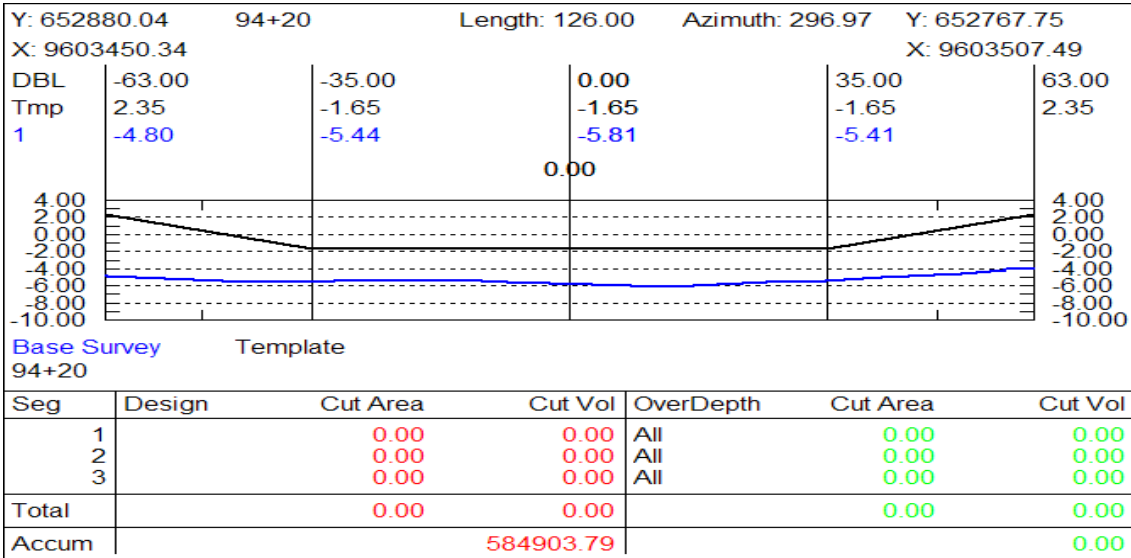 Y: 652880.04 94+20 Length: 126.00 Azimuth: 296.97 Y: 652767.75
X: 9603450.34 X: 9603507.49
DBL -63.00 -35.00 0.00 35.00 63.00
Tmp 2.35 -1.65 -1.65 -1.65 2.35
1 -4.80 -5.44 -5.81 -5.41
0.00
4.00 4.00
2.00 2.00
0.00 0.00
-2.00 -2.00
-4.00 -4.00
-6.00 -6.00
-8.00 -8.00
-10.00 -10.00
Base Survey Template
94+20
Seg Design Cut Area Cut Vol OverDepth Cut Area Cut Vol
1 0.00 0.00 All 0.00 0.00
2 0.00 0.00 All 0.00 0.00
3 0.00 0.00 All 0.00 0.00
Total 0.00 0.00 0.00 0.00
Accum 584903.79 0.00